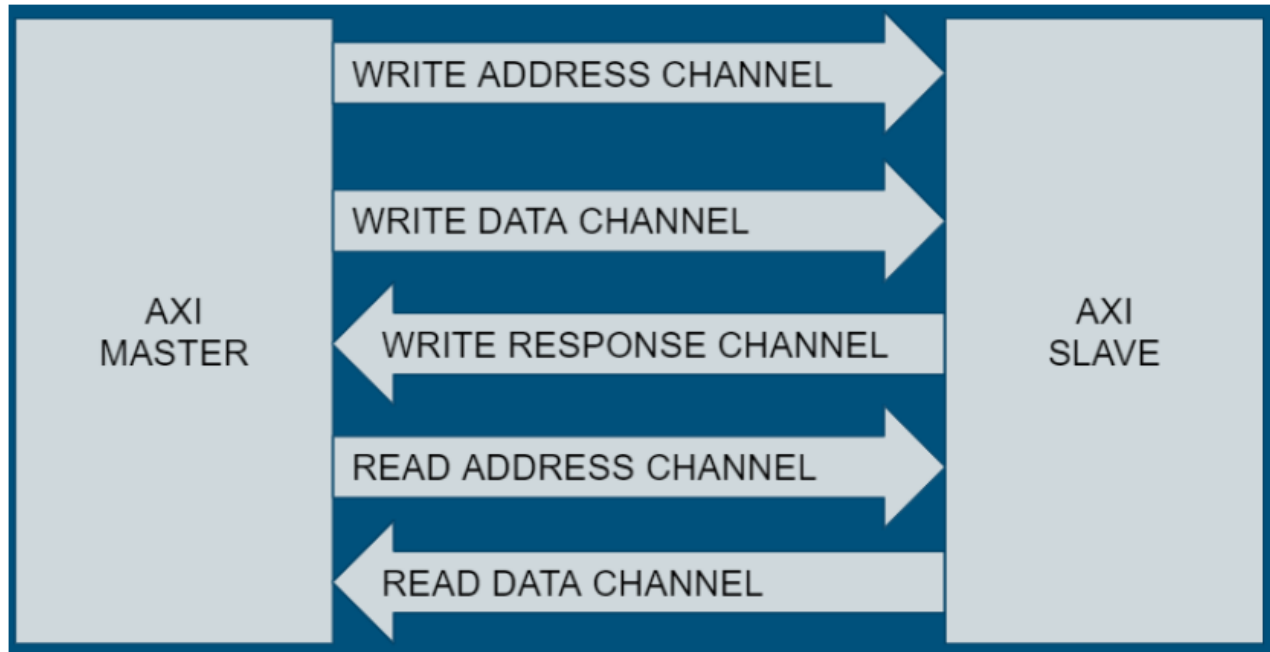 WRITE ADDRESS CHANNEL
WRITE DATA CHANNEL
AXI
MASTER
WRITE RESPONSE CHANNEL
AXI
SLAVE
READ ADDRESS CHANNEL
READ DATA CHANNEL